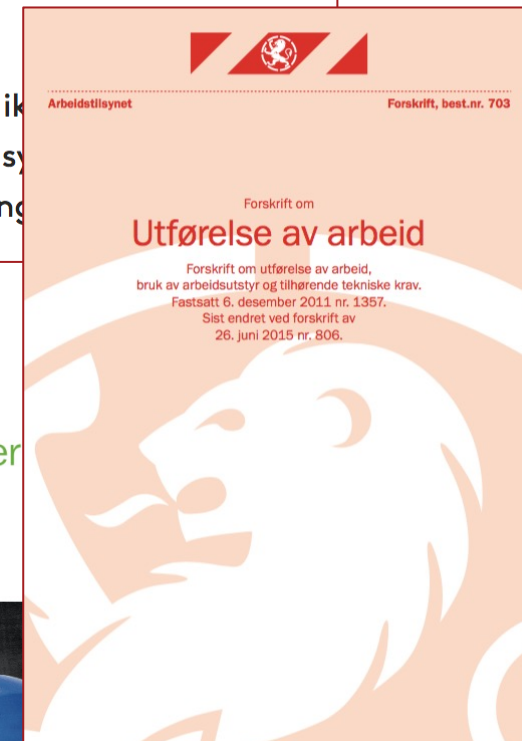 Arbeidstilsynet
Forskrift, best.nr. 703
Forskrift om
Utførelse av arbeid
Forskrift om utførelse av arbeid,
bruk av arbeidsutstyr og tilhørende tekniske krav.
Fastsatt 6. desember 2011 nr. 1357.
Sist endret ved forskrift av
26. juni 2015 nr. 806.